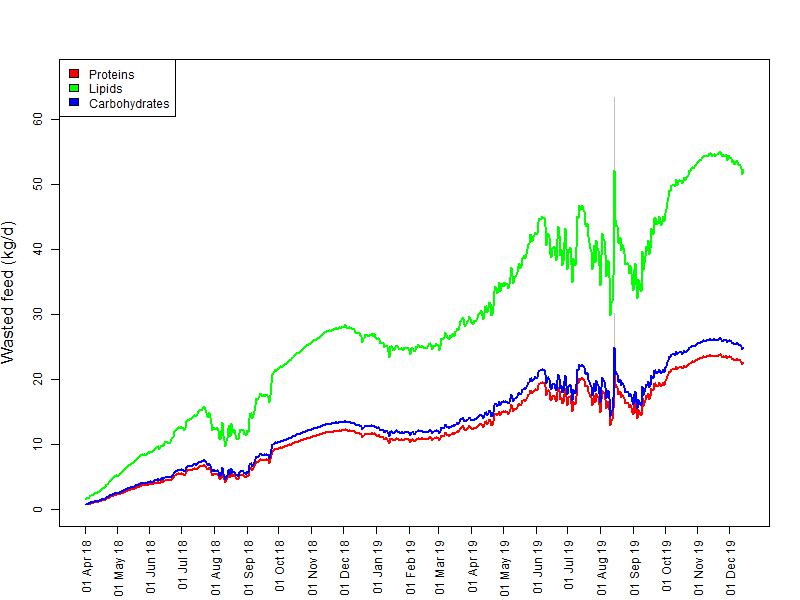 Proteins
Lipids
Carbohydrates
Wasted feed (kg/d)
60
50
40
30
20
10
0
01 Apr 18
01 May 18
01 Jun 18
01 Jul 18
01 Aug 18
01 Sep 18
01 Oct 18
01 Nov 18
01 Dec 18
01 Jan 19
01 Feb 19
01 Mar 19
01 Apr 19
01 May 19
01 Jun 19
01 Jul 19
01 Aug 19
01 Sep 19
01 Oct 19
01 Nov 19
01 Dec 19